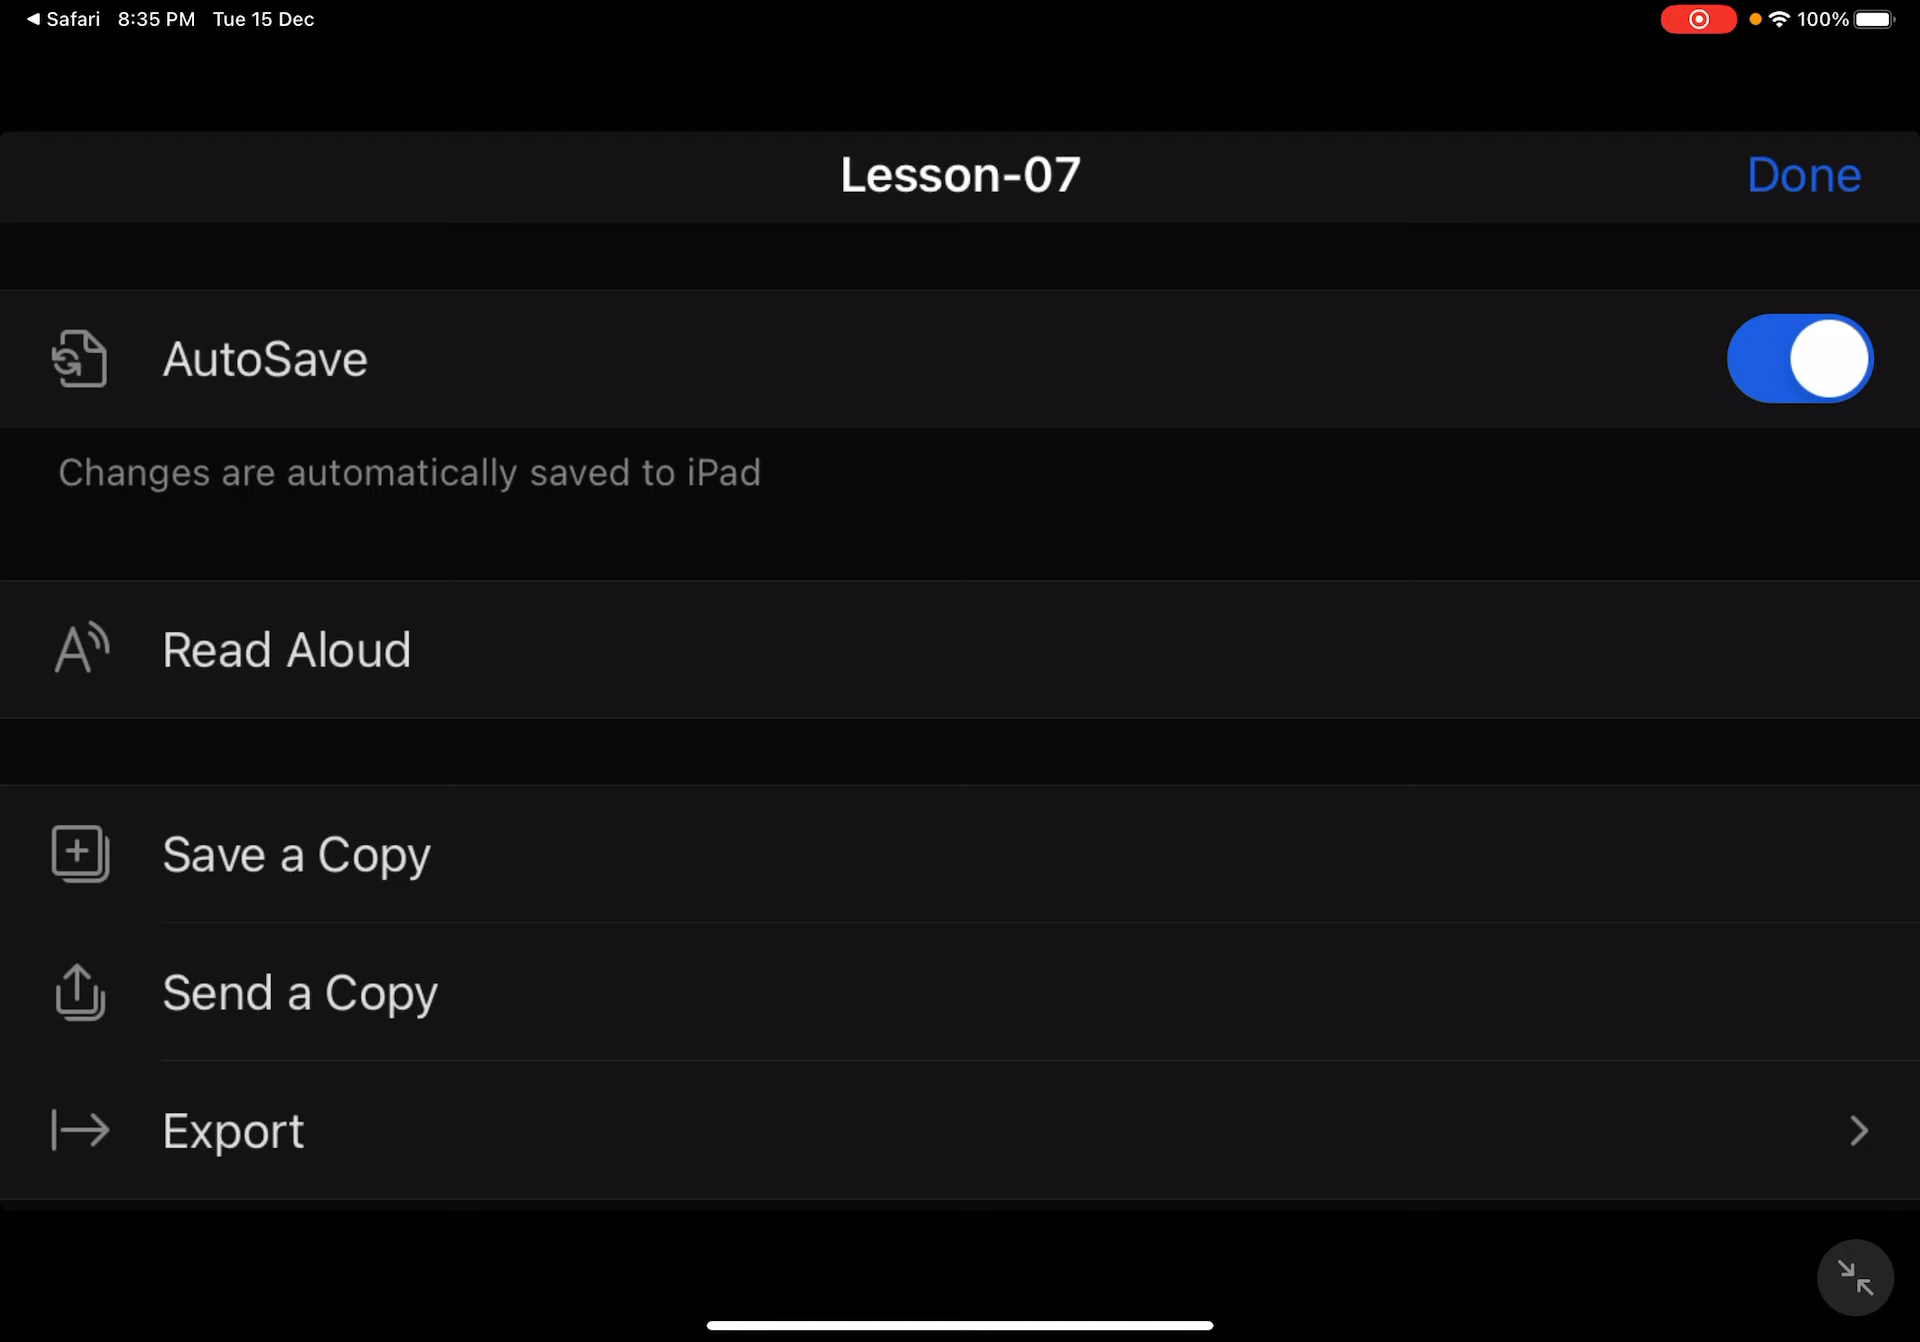 Safari 8:35 PM Tue 15 Dec 100%
Lesson-07 Done
AutoSave
Changes are automatically saved to iPad
Read Aloud
Save a Copy
Send a Copy
Export